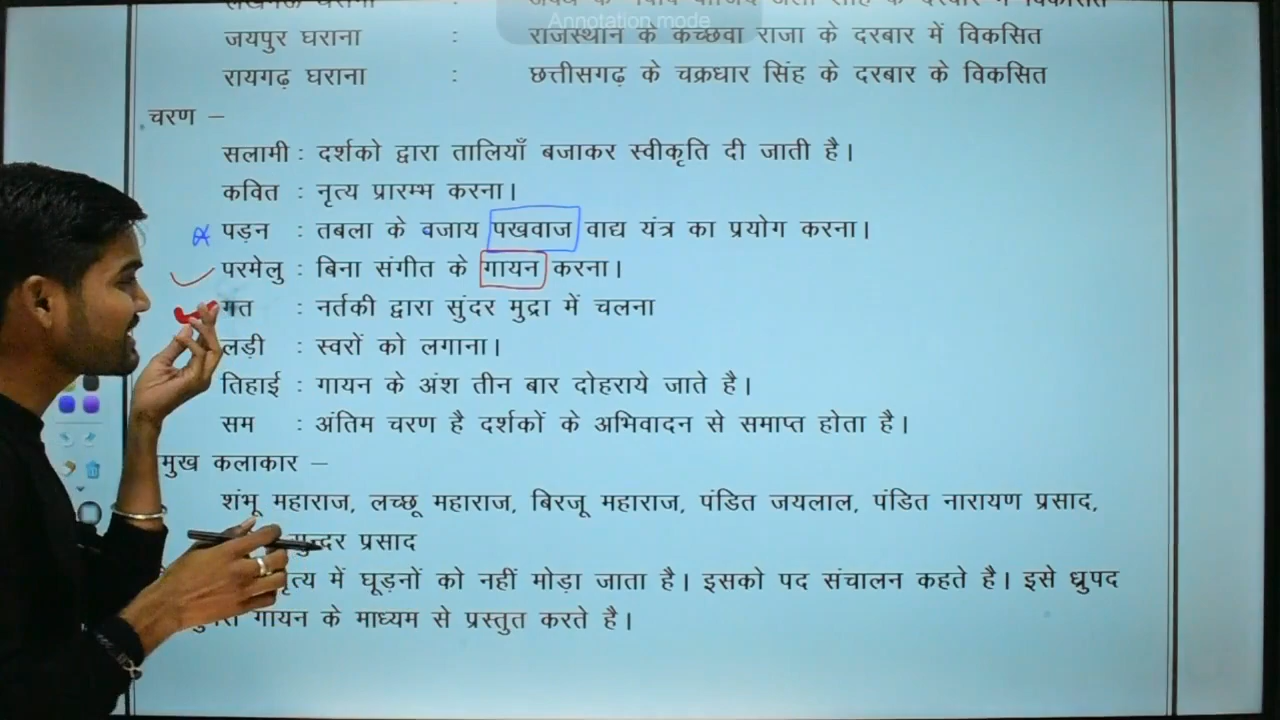 Annotation mode
जयपुर घराना : राजस्थान के कच्छवा राजा के दरबार में विकसित
रायगढ़ घराना : छत्तीसगढ़ के चक्रधार सिंह के दरबार के विकसित
चरण –
सलामी : दर्शको द्वारा तालियाँ बजाकर स्वीकृति दी जाती है।
कवित : नृत्य प्रारम्भ करना।
पड़न : तबला के बजाय पखवाज वाद्य यंत्र का प्रयोग करना।
परमेलु : बिना संगीत के गायन करना।
गत : नर्तकी द्वारा सुंदर मुद्रा में चलना
लड़ी : स्वरों को लगाना।
तिहाई : गायन के अंश तीन बार दोहराये जाते है।
सम : अंतिम चरण है दर्शकों के अभिवादन से समाप्त होता है।
मुख कलाकार –
शंभू महाराज, लच्छू महाराज, बिरजू महाराज, पंडित जयलाल, पंडित नारायण प्रसाद,
सुन्दर प्रसाद
में घूड़नों को नहीं मोड़ा जाता है। इसको पद संचालन कहते है। इसे ध्रुपद
गायन के माध्यम से प्रस्तुत करते है।